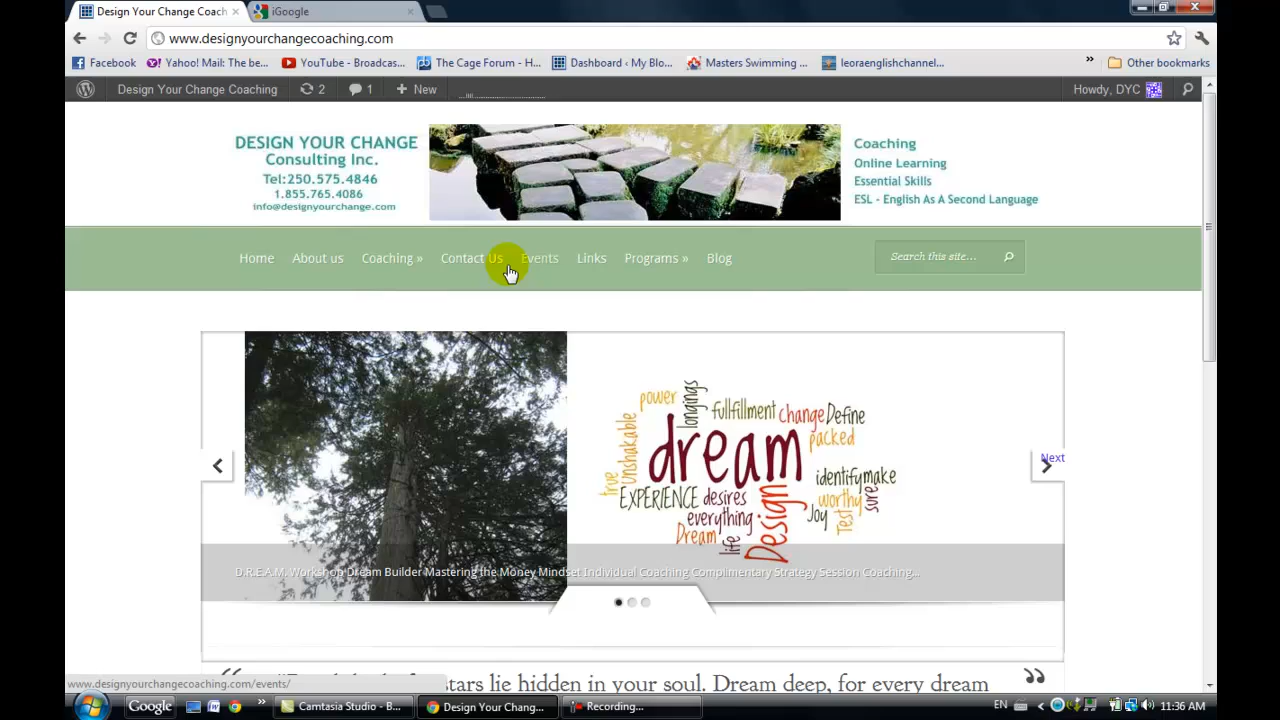 Design Your Change Coach
iGoogle
www.designyourchangecoaching.com
Facebook
Yahoo! Mail: The be...
YouTube - Broadcas...
The Cage Forum - H...
Dashboard ‹ My Blo...
Masters Swimming ...
leoraenglishchannel...
»
Other bookmarks
Design Your Change Coaching
2
1
+ New
Howdy, DYC
DESIGN YOUR CHANGE
Consulting Inc.
Tel:250.575.4846
1.855.765.4086
info@designyourchange.com
Coaching
Online Learning
Essential Skills
ESL - English As A Second Language
Home
About us
Coaching »
Contact Us
Events
Links
Programs »
Blog
Search this site...
power
longings
fullfillment
change
Define
unshakable
dream
packed
true
identify
make
EXPERIENCE
desires
worthy
sure
everything
Design
Joy
Test
Dream
life
Next
D.R.E.A.M. Workshop Dream Builder Mastering the Money Mindset Individual Coaching Complimentary Strategy Session Coaching...
stars lie hidden in your soul. Dream deep, for every dream
www.designyourchangecoaching.com/events/
Google
»
Camtasia Studio - B...
Design Your Chang...
Recording...
EN
11:36 AM